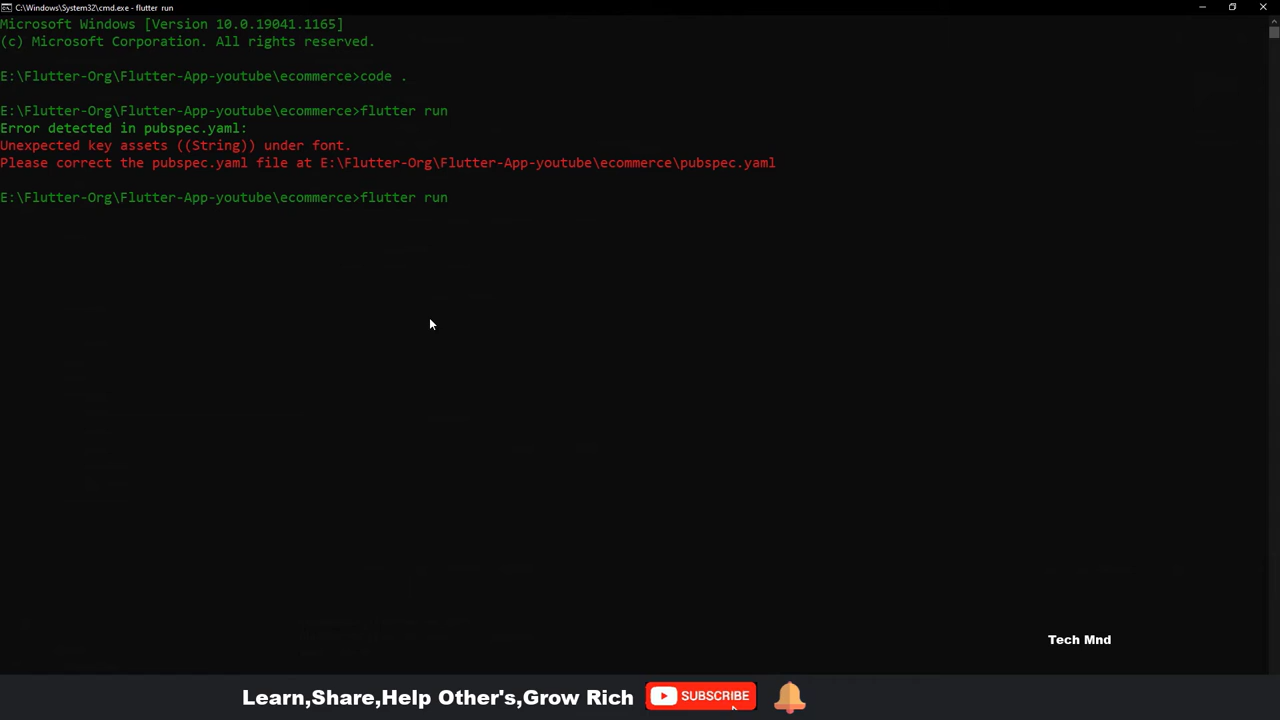 C:\Windows\System32\cmd.exe - flutter run
Microsoft Windows [Version 10.0.19041.1165]
(c) Microsoft Corporation. All rights reserved.
E:\Flutter-Org\Flutter-App-youtube\ecommerce>code .
E:\Flutter-Org\Flutter-App-youtube\ecommerce>flutter run
Error detected in pubspec.yaml:
Unexpected key assets ((String)) under font.
Please correct the pubspec.yaml file at E:\Flutter-Org\Flutter-App-youtube\ecommerce\pubspec.yaml
E:\Flutter-Org\Flutter-App-youtube\ecommerce>flutter run
Tech Mnd
Learn,Share,Help Other's,Grow Rich
SUBSCRIBE